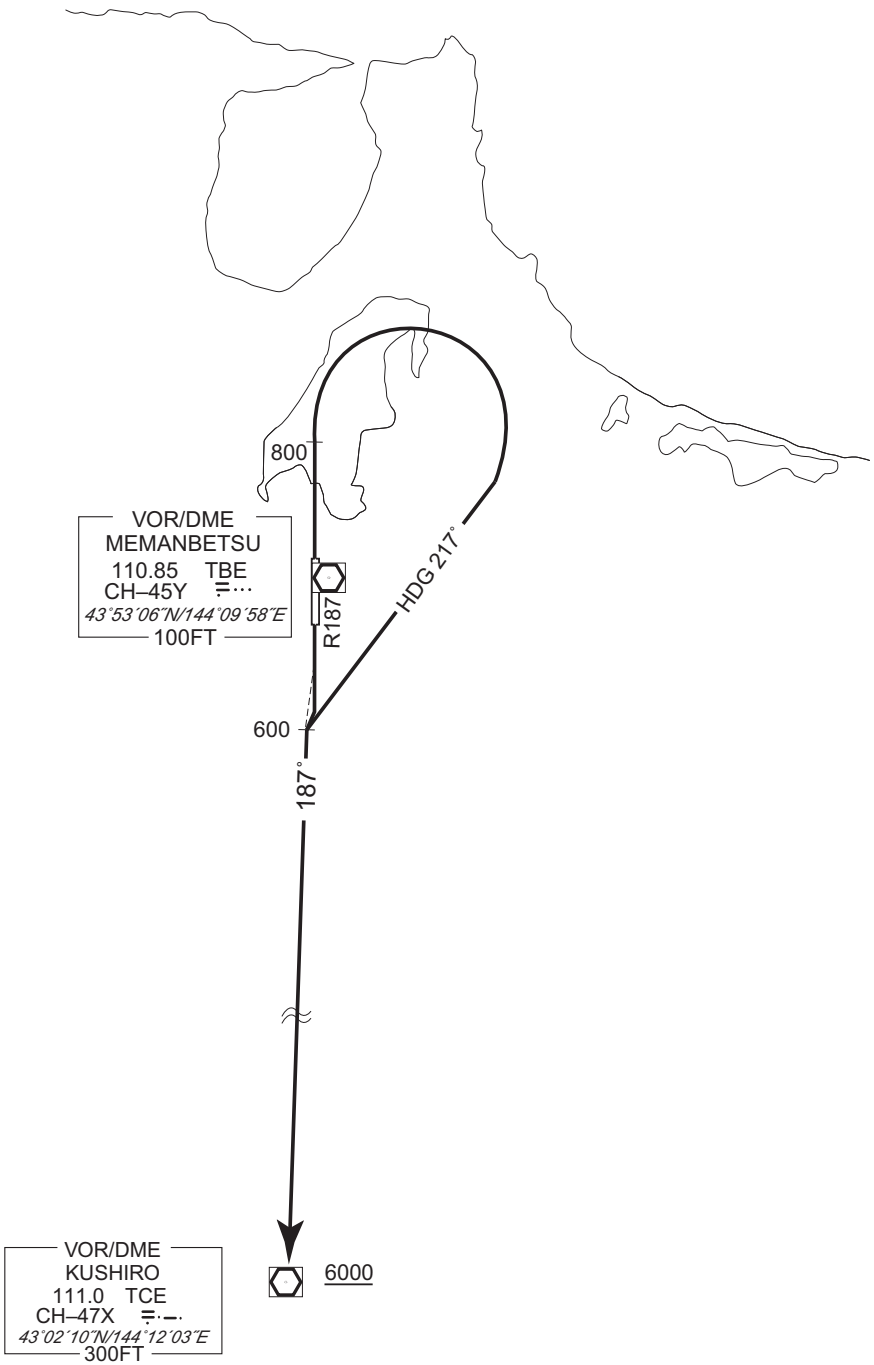 800
VOR/DME
MEMANBETSU
110.85 TBE
CH–45Y
43°53´06˝N/144°09´58˝E
100FT
R187
HDG 217°
600
187°
6000
VOR/DME
KUSHIRO
111.0 TCE
CH–47X
43°02´10˝N/144°12´03˝E
300FT